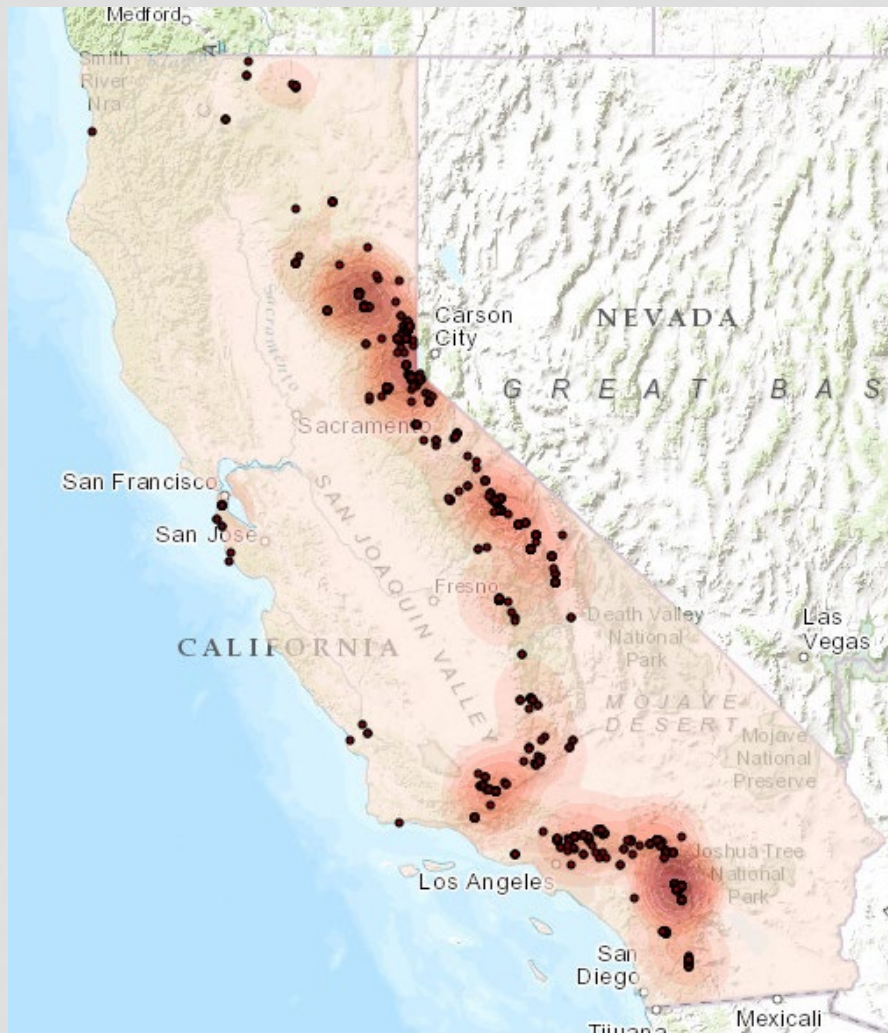 Medford
Smith
River
Nra
Carson
City
NEVADA
GREAT BAS
Sacramento
Sacramento
San Francisco
San Jose
SAN JOAQUIN VALLEY
Fresno
CALIFORNIA
Death Valley
National
Park
Las
Vegas
MOJAVE
DESERT
Mojave
National
Preserve
Joshua Tree
National
Park
Los Angeles
San
Diego
Mexicali
Tijuana